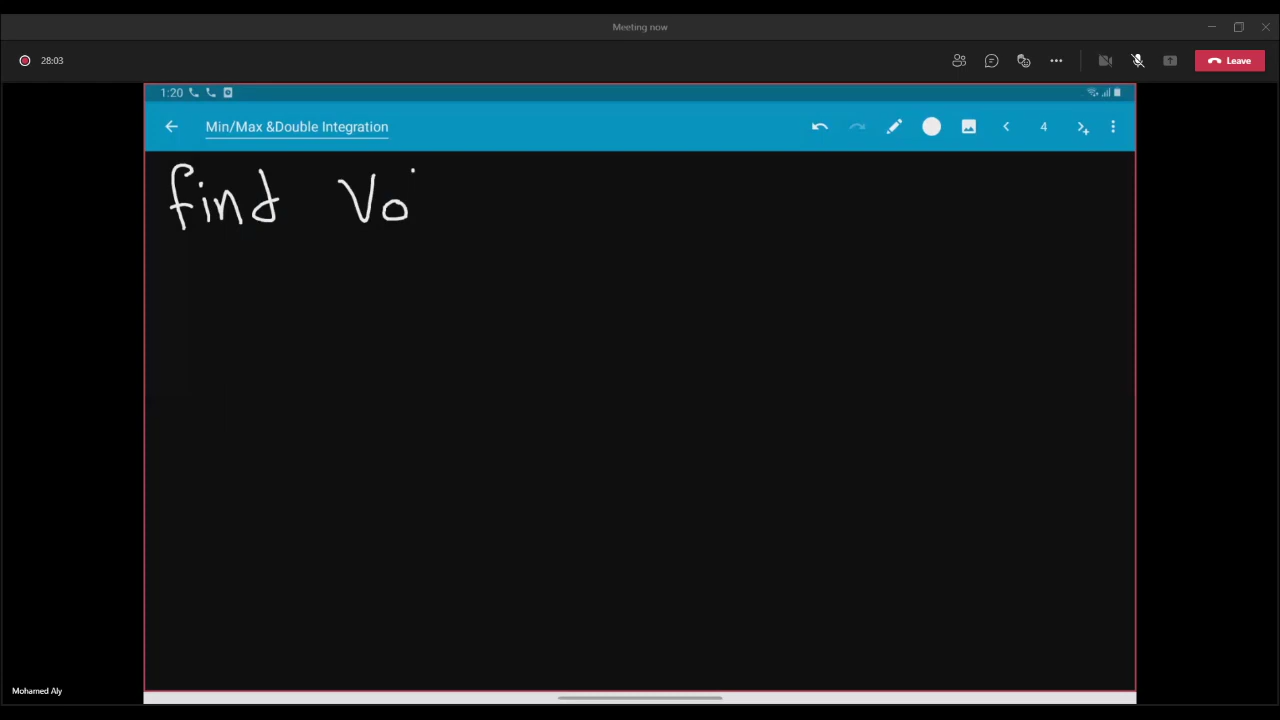 Meeting now
28:03
Leave
1:20
Min/Max &Double Integration
4
find Vo
Mohamed Aly